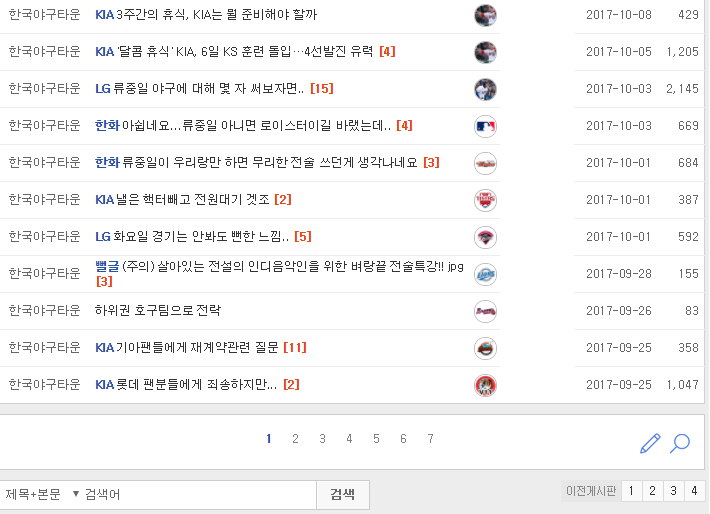 한국야구타운 KIA 3주간의 휴식, KIA는 뭘 준비해야 할까 2017-10-08 429
한국야구타운 KIA '달콤 휴식' KIA, 6일 KS 훈련 돌입…4선발진 유력 [4] 2017-10-05 1,205
한국야구타운 LG 류중일 야구에 대해 몇 자 써보자면.. [15] 2017-10-03 2,145
한국야구타운 한화 아쉽네요...류중일 아니면 로이스터이길 바랬는데.. [4] 2017-10-03 669
한국야구타운 한화 류중일이 우리랑만 하면 무리한 전술 쓰던게 생각나네요 [3] 2017-10-01 684
한국야구타운 KIA 낼은 핵터빼고 전원대기 겟조 [2] 2017-10-01 387
한국야구타운 LG 화요일 경기는 안봐도 뻔한 느낌.. [5] 2017-10-01 592
한국야구타운 뻘글 (주의) 살아있는 전설의 인디음악인을 위한 벼랑끝 전술특강!!.jpg 2017-09-28 155
[3]
한국야구타운 하위권 호구팀으로 전략 2017-09-26 83
한국야구타운 KIA 기아팬들에게 재계약관련 질문 [11] 2017-09-25 358
한국야구타운 KIA 롯데 팬분들에게 죄송하지만... [2] 2017-09-25 1,047
1 2 3 4 5 6 7
제목+본문 ▼ 검색어 검색 이전게시판 1 2 3 4